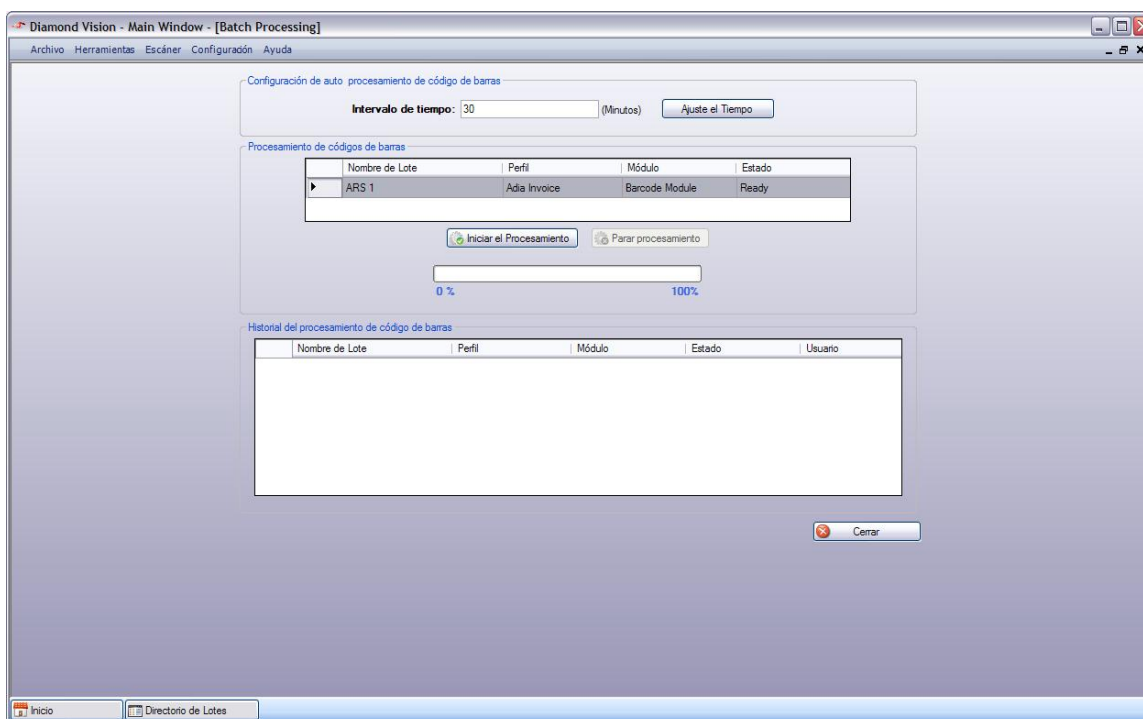 Diamond Vision - Main Window - [Batch Processing]
Archivo Herramientas Escáner Configuradón Ayuda
Configuración de auto procesamiento de código de barras
Intervalo de tiempo: 30 (Minutos) Ajuste el Tiempo
Procesamiento de códigos de barras
Nombre de Lote Perfil Módulo Estado
ARS 1 Adia Invoice Barcode Module Ready
Iniciar el Procesamiento Parar procesamiento
0 % 100%
Historial del procesamiento de código de barras
Nombre de Lote Perfil Módulo Estado Usuario
Cerrar
Inicio Directorio de Lotes